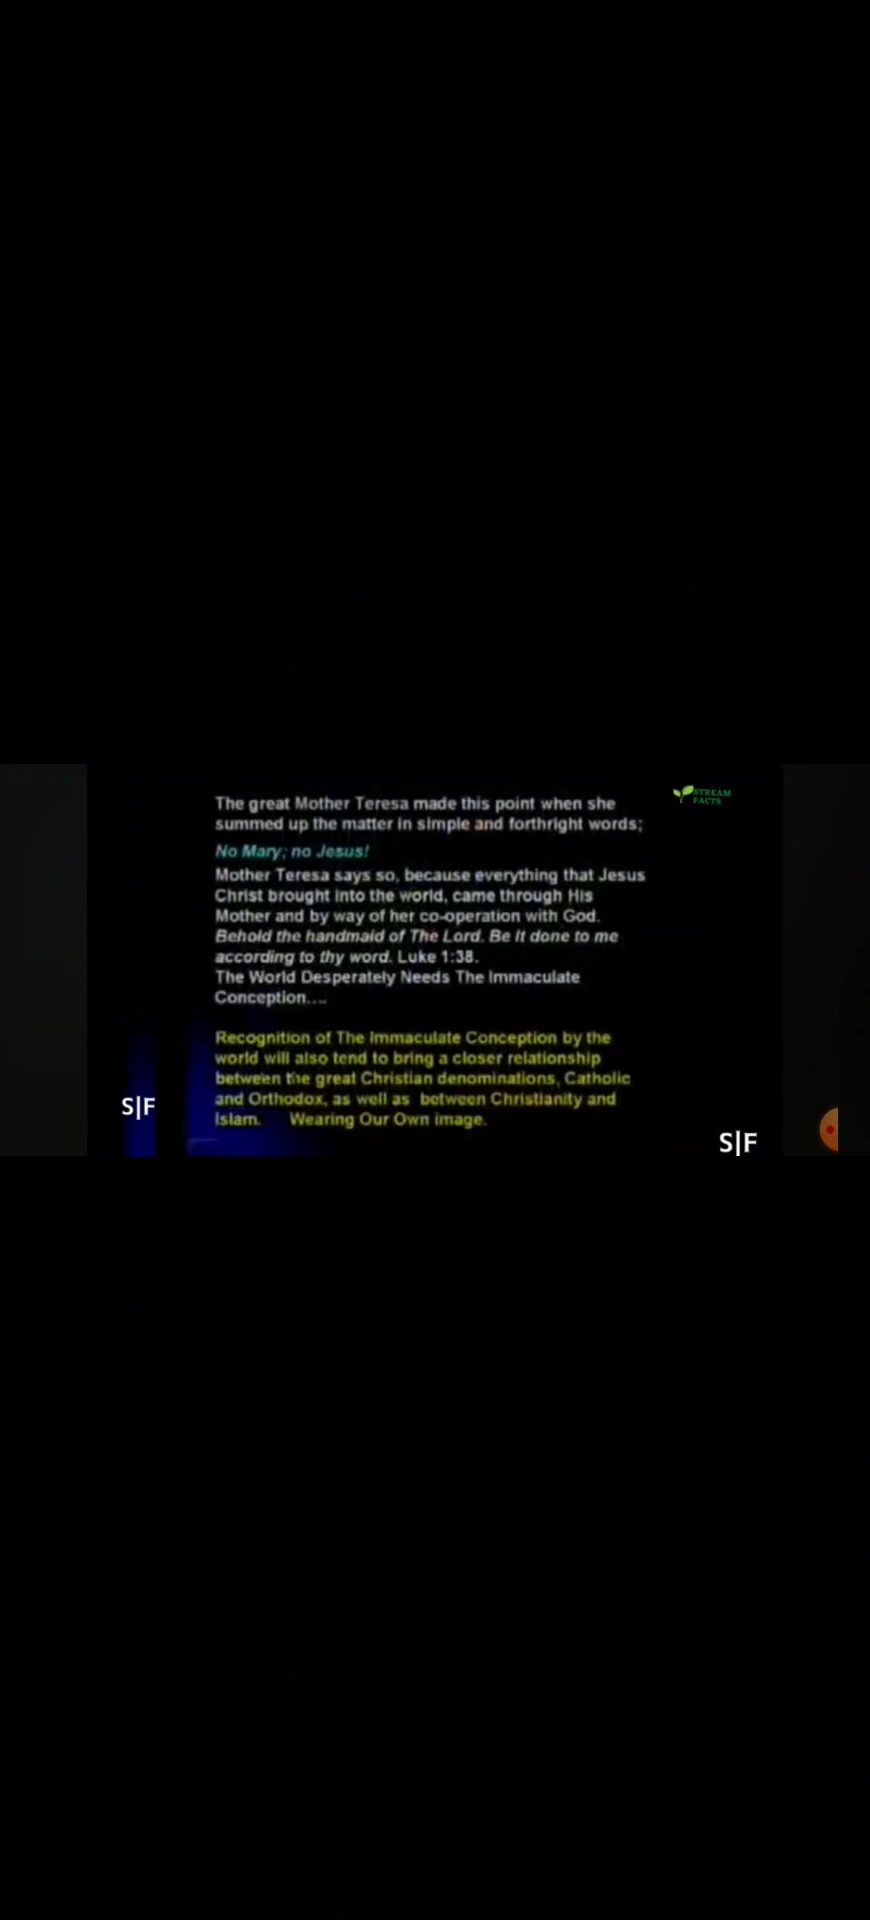 STREAM
FACTS
The great Mother Teresa made this point when she
summed up the matter in simple and forthright words;
No Mary; no Jesus!
Mother Teresa says so, because everything that Jesus
Christ brought into the world, came through His
Mother and by way of her co-operation with God.
Behold the handmaid of The Lord. Be it done to me
according to thy word. Luke 1:38.
The World Desperately Needs The Immaculate
Conception....
Recognition of The Immaculate Conception by the
world will also tend to bring a closer relationship
between the great Christian denominations, Catholic
and Orthodox, as well as between Christianity and
Islam. Wearing Our Own image.
S|F
S|F